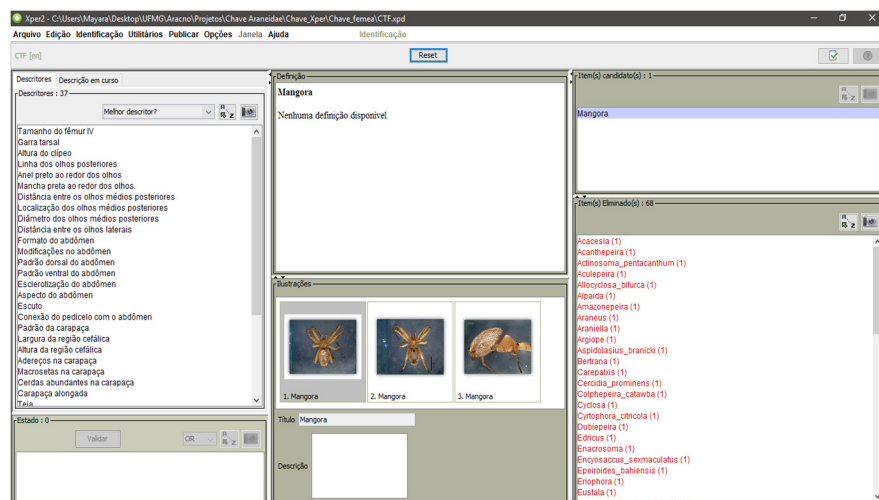 Xper2 - C:\Users\Mayara\Desktop\UFMG\Aracno\Projetos\Chave Araneidae\Chave_Xper\Chave_femea\CTF.xpd
Arquivo Edição Identificação Utilitários Publicar Opções Janela Ajuda Identificação
CTF [en]
Reset
Descritores Descrição em curso
Descritores : 37
Melhor descritor?
Tamanho do fêmur IV
Garra tarsal
Altura do clípeo
Linha dos olhos posteriores
Anel preto ao redor dos olhos
Mancha preta ao redor dos olhos.
Distância entre os olhos médios posteriores
Localização dos olhos médios posteriores
Diâmetro dos olhos médios posteriores
Distância entre os olhos laterais
Formato do abdômen
Modificações no abdômen
Padrão dorsal do abdômen
Padrão ventral do abdômen
Esclerotização do abdômen
Aspecto do abdômen
Escuto
Conexão do pedicelo com o abdômen
Padrão da carapaça
Largura da região cefálica
Altura da região cefálica
Adereços na carapaça
Macrosetas na carapaça
Cerdas abundantes na carapaça
Carapaça alongada
Teia
Estado : 0
Validar
OR
Definição
Mangora
Nenhuma definição disponivel
Ilustrações
1. Mangora
2. Mangora
3. Mangora
Título Mangora
Descrição
Item(s) candidato(s) : 1
Mangora
Item(s) Eliminado(s) : 68
Acacesia (1)
Acanthepeira (1)
Actinosoma_pentacanthum (1)
Aculepeira (1)
Allocyclosa_bifurca (1)
Alpaida (1)
Amazonepeira (1)
Araneus (1)
Araniella (1)
Argiope (1)
Aspidolasius_branicki (1)
Bertrana (1)
Carepalxis (1)
Cercidia_prominens (1)
Colphepeira_catawba (1)
Cyclosa (1)
Cyrtophora_citricola (1)
Dubiepeira (1)
Edricus (1)
Enacrosoma (1)
Encyosaccus_sexmaculatus (1)
Epeiroides_bahiensis (1)
Eriophora (1)
Eustala (1)